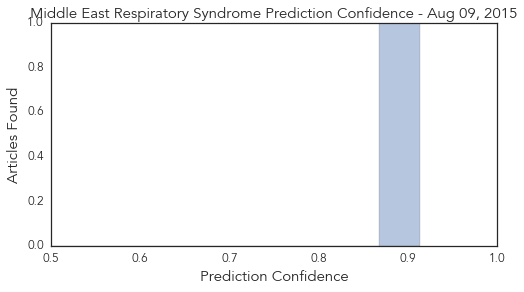 Middle East Respiratory Syndrome Prediction Confidence - Aug 09, 2015
1.0
0.8
0.6
0.4
0.2
0.0
Articles Found
0.5 0.6 0.7 0.8 0.9 1.0
Prediction Confidence